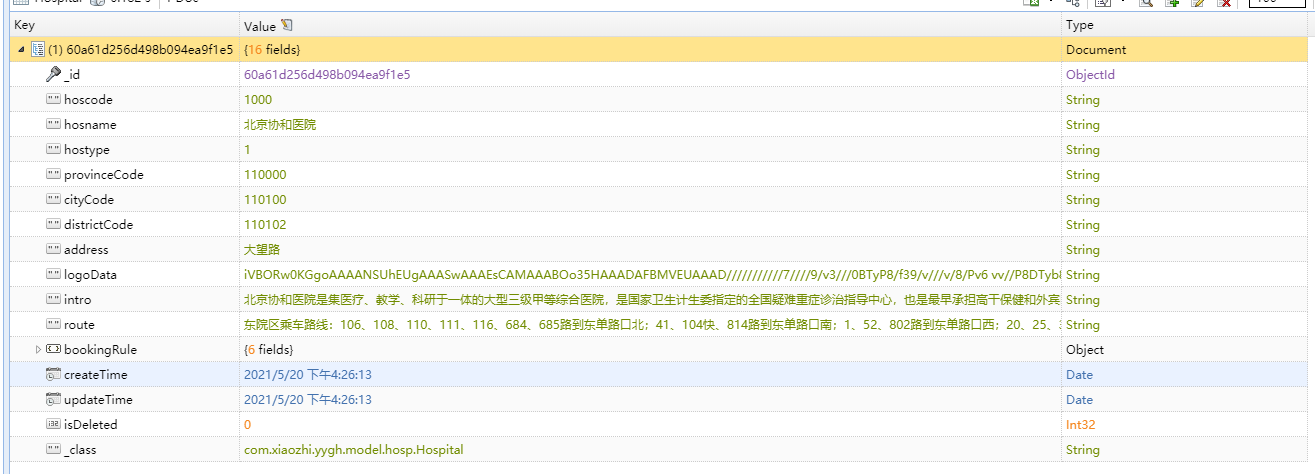 Key Value Type
(1) 60a61d256d498b094ea9f1e5 {16 fields} Document
_id 60a61d256d498b094ea9f1e5 ObjectId
hoscode 1000 String
hosname 北京协和医院 String
hostype 1 String
provinceCode 110000 String
cityCode 110100 String
districtCode 110102 String
address 大望路 String
logoData iVBORw0KGgoAAAANSUhEUgAAASwAAAEsCAMAAABOo35HAAADAFBMVEUAAAD///////////7////9/v3///0BTyP8/f39/v///v/8/Pv6 vv//P8DTyb String
intro 北京协和医院是集医疗、教学、科研于一体的大型三级甲等综合医院，是国家卫生计生委指定的全国疑难重症诊治指导中心，也是最早承担高干保健和外宾 String
route 东院区乘车路线：106、108、110、111、116、684、685路到东单路口北；41、104快、814路到东单路口南；1、52、802路到东单路口西；20、25、 String
bookingRule {6 fields} Object
createTime 2021/5/20 下午4:26:13 Date
updateTime 2021/5/20 下午4:26:13 Date
isDeleted 0 Int32
_class com.xiaozhi.yygh.model.hosp.Hospital String